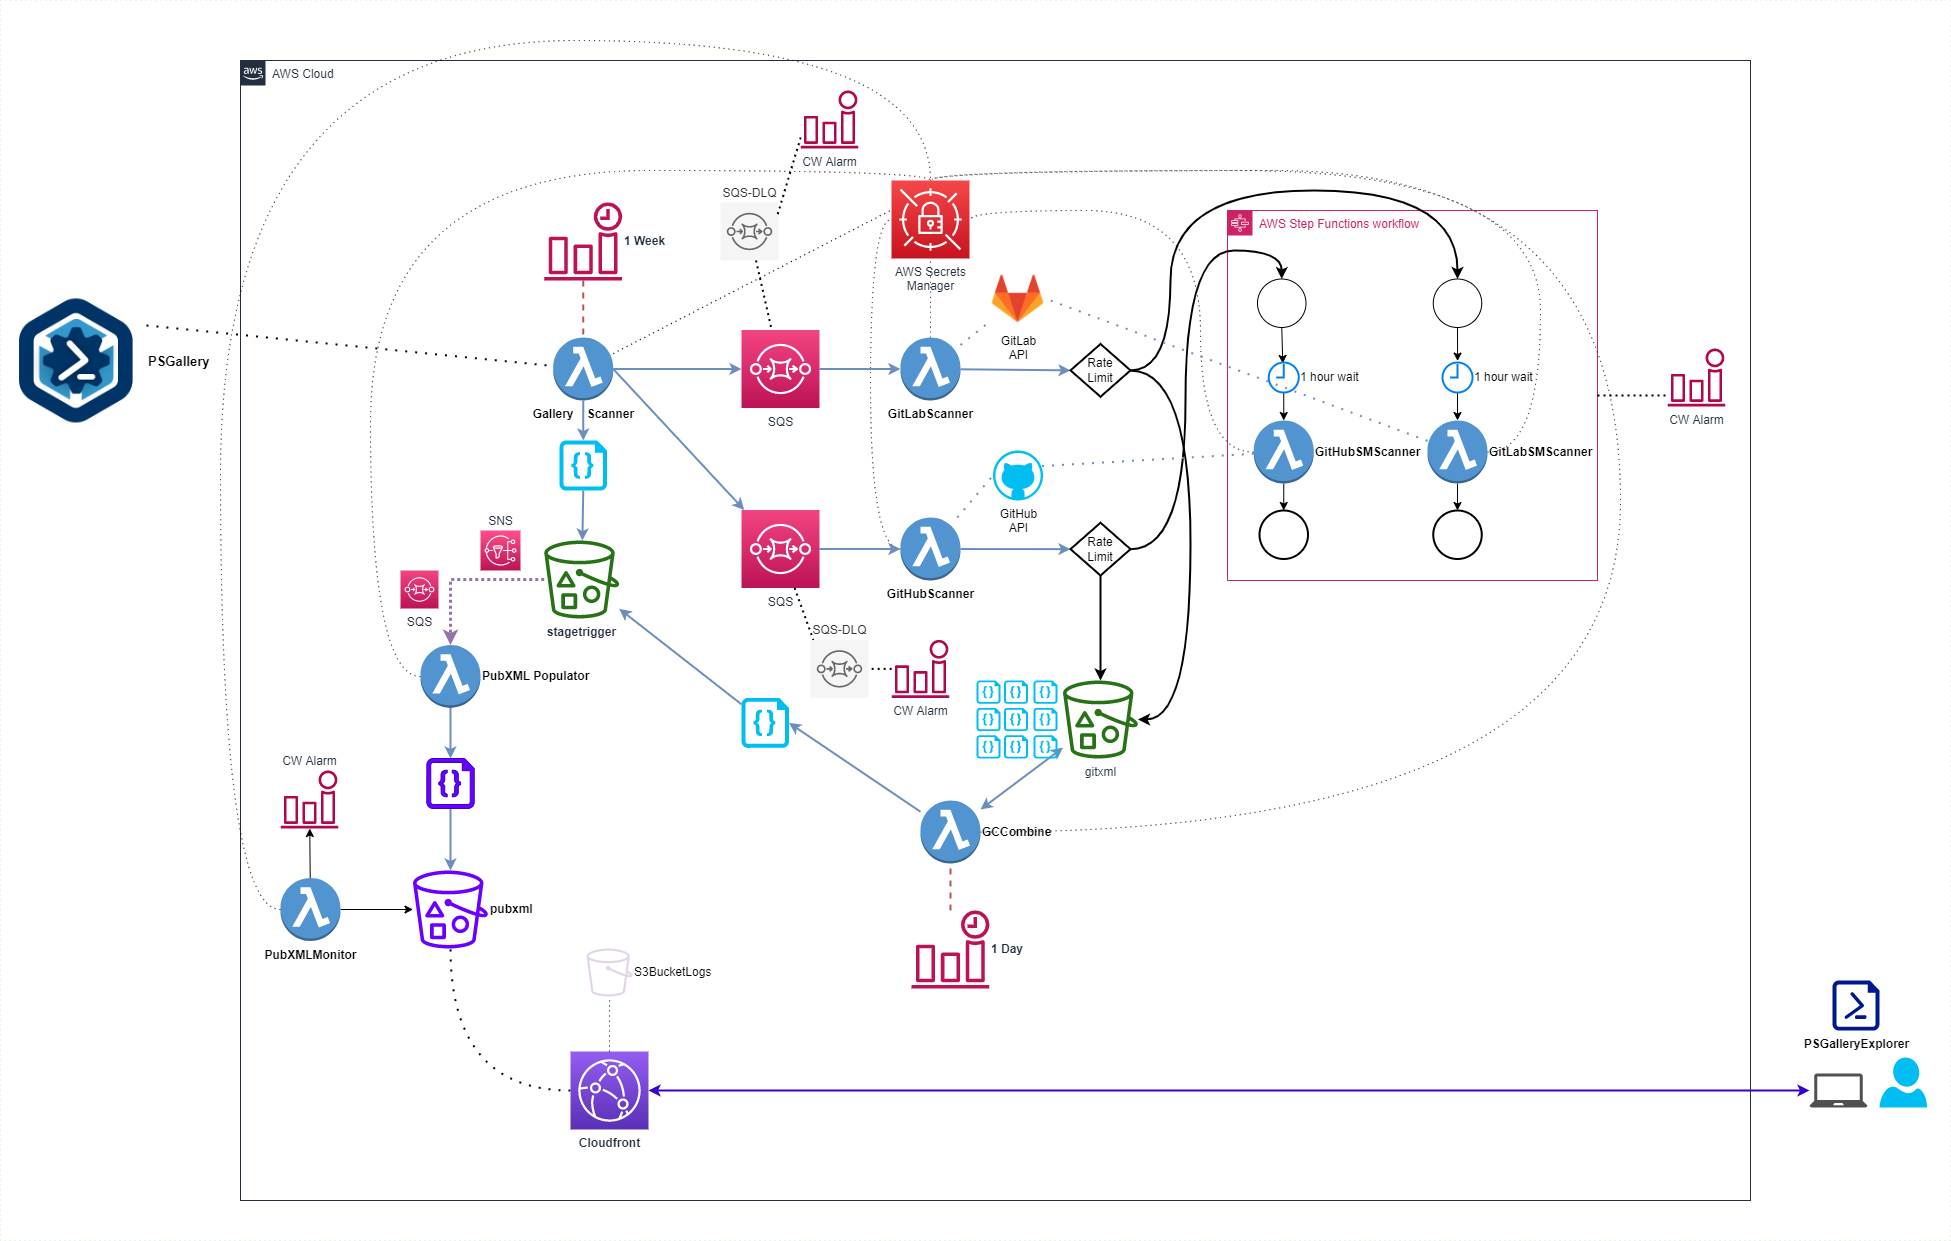 aws
AWS Cloud
CW Alarm
SQS-DLQ
1 Week
AWS Secrets
Manager
AWS Step Functions workflow
GitLab
API
PSGallery
Rate
Limit
1 hour wait
1 hour wait
Gallery Scanner
SQS
GitLabScanner
CW Alarm
GitHubSMScanner
GitLabSMScanner
SNS
GitHub
API
Rate
Limit
SQS
SQS
GitHubScanner
stagetrigger
SQS-DLQ
PubXML Populator
CW Alarm
gitxml
CW Alarm
GCCombine
pubxml
PubXMLMonitor
1 Day
S3BucketLogs
PSGalleryExplorer
Cloudfront